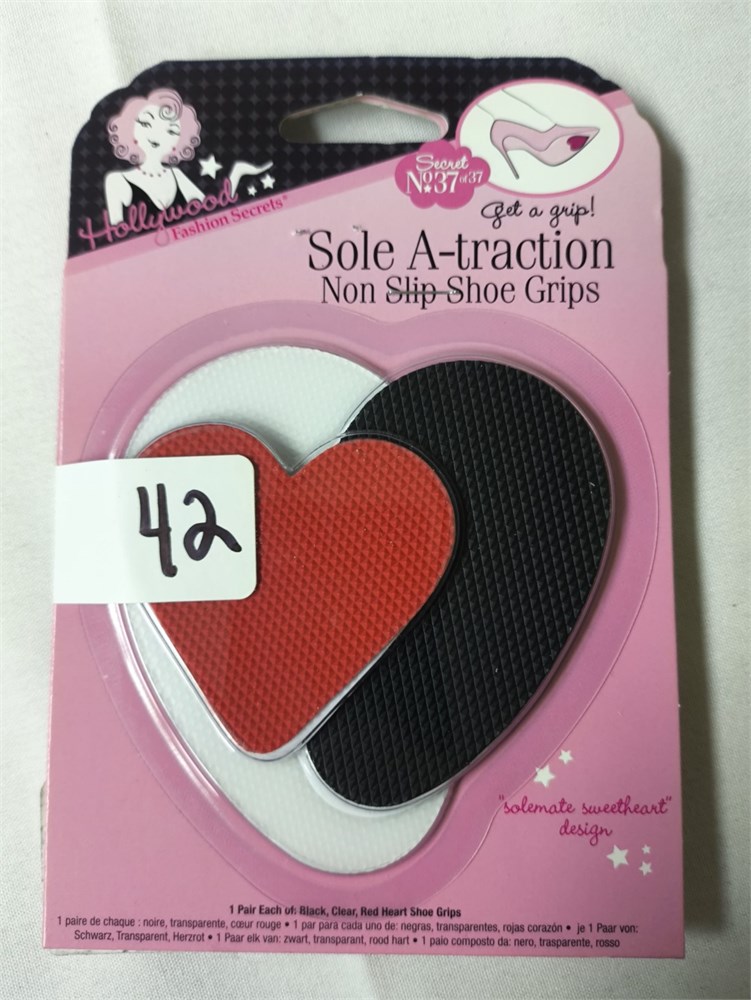 Hollywood
Fashion Secrets®
Secret
No. 37 of 37
Get a grip!
Sole A-traction
Non Slip Shoe Grips
42
"solemate sweetheart"
design
1 Pair Each of: Black, Clear, Red Heart Shoe Grips
1 paire de chaque : noire, transparente, cœur rouge • 1 par para cada uno de: negras, transparentes, rojas corazón • je 1 Paar von:
Schwarz, Transparent, Herzrot • 1 Paar elk van: zwart, transparant, rood hart • 1 paio composto da: nero, trasparente, rosso